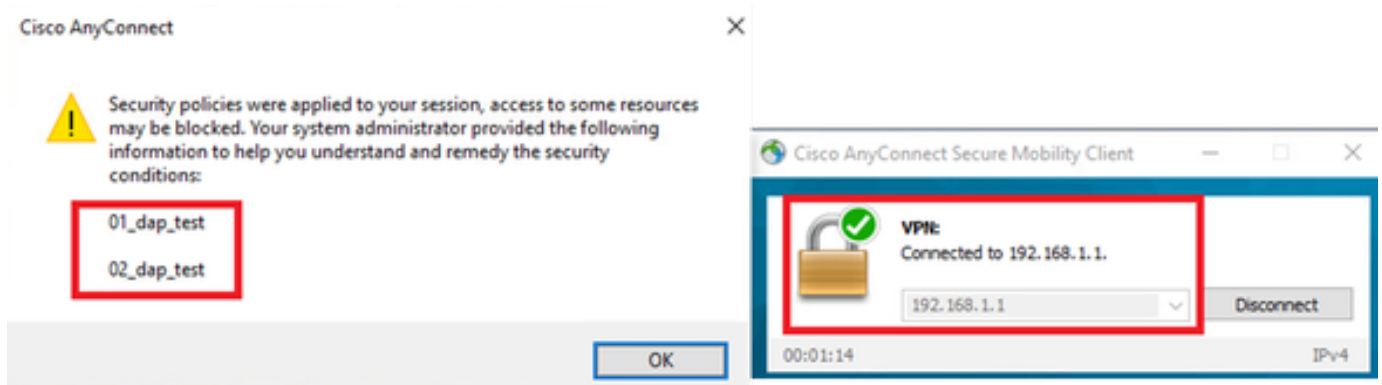 Cisco AnyConnect
Security policies were applied to your session, access to some resources
may be blocked. Your system administrator provided the following
information to help you understand and remedy the security
conditions:
01_dap_test
02_dap_test
OK
Cisco AnyConnect Secure Mobility Client
VPN:
Connected to 192.168.1.1.
192.168.1.1
Disconnect
00:01:14
IPv4